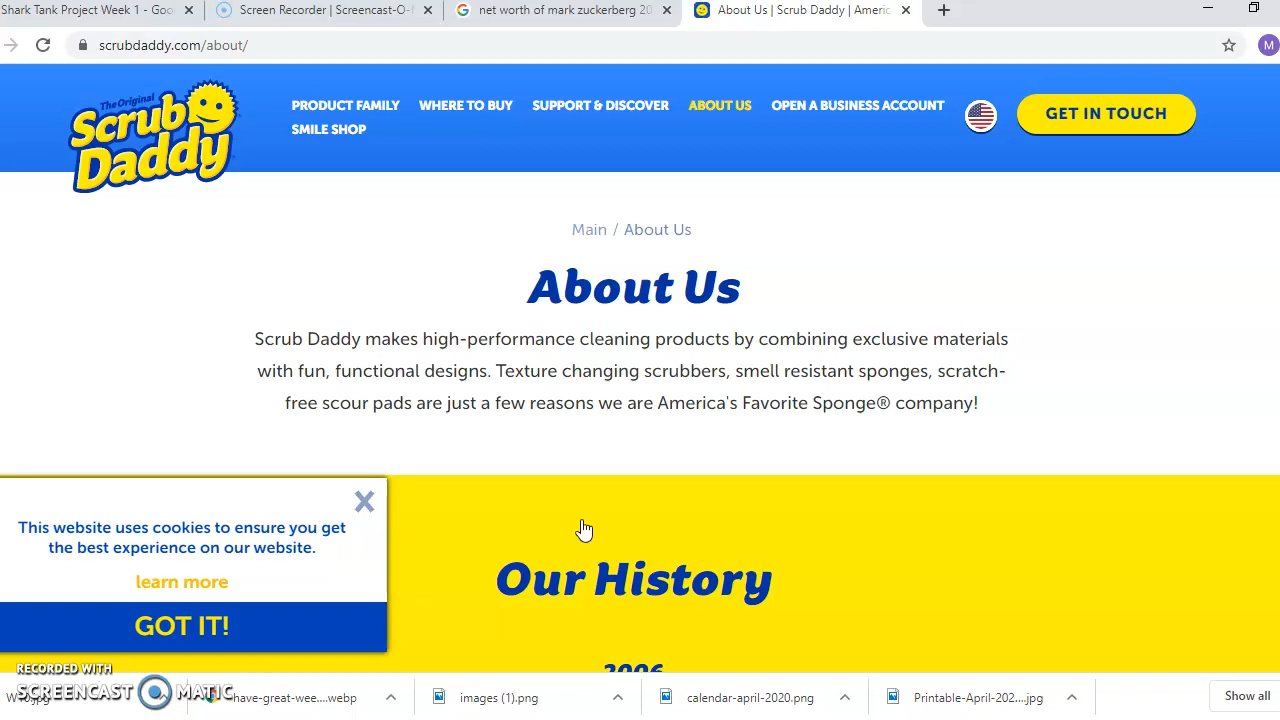 Shark Tank Project Week 1 - Goo
Screen Recorder | Screencast-O-
net worth of mark zuckerberg 20
About Us | Scrub Daddy | Americ
scrubdaddy.com/about/
M
The Original
Scrub
Daddy
PRODUCT FAMILY
WHERE TO BUY
SUPPORT & DISCOVER
ABOUT US
OPEN A BUSINESS ACCOUNT
SMILE SHOP
GET IN TOUCH
Main / About Us
About Us
Scrub Daddy makes high-performance cleaning products by combining exclusive materials
with fun, functional designs. Texture changing scrubbers, smell resistant sponges, scratch-
free scour pads are just a few reasons we are America's Favorite Sponge® company!
This website uses cookies to ensure you get
the best experience on our website.
learn more
GOT IT!
Our History
2006
RECORDED WITH
SCREENCAST MATIC
have-great-wee....webp
images (1).png
calendar-april-2020.png
Printable-April-202....jpg
Show all